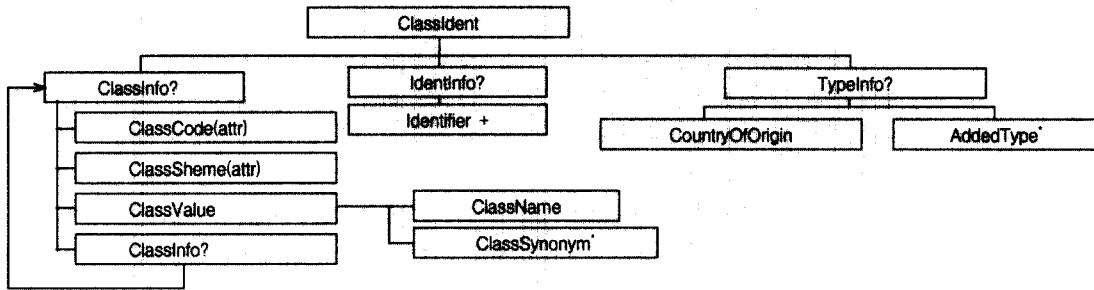 ClassIdent
ClassInfo?
IdentInfo?
TypeInfo?
ClassCode(attr)
Identifier +
CountryOfOrigin
AddedType*
ClassSheme(attr)
ClassValue
ClassName
ClassInfo?
ClassSynonym*